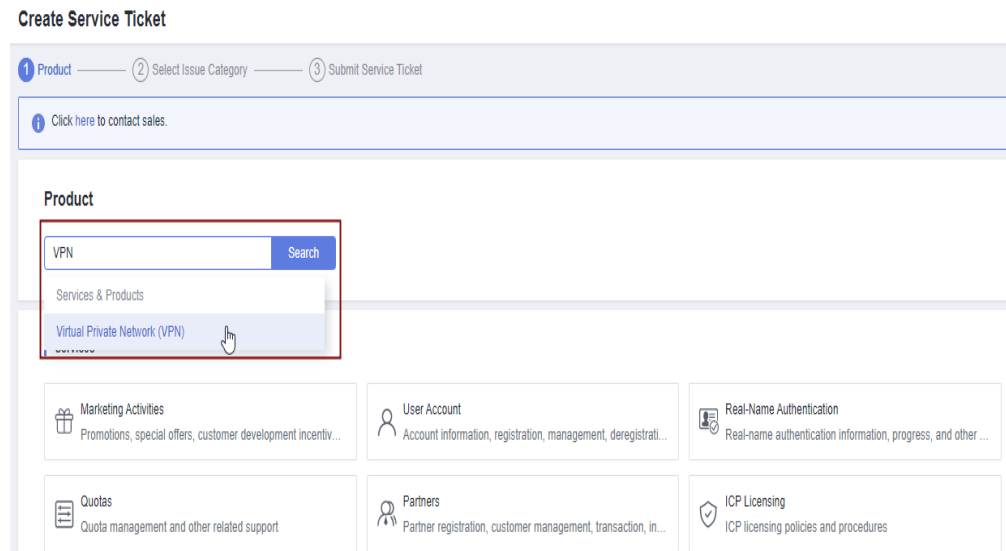 Create Service Ticket
1 Product 2 Select Issue Category 3 Submit Service Ticket
Click here to contact sales.
Product
VPN Search
Services & Products
Virtual Private Network (VPN)
Services
Marketing Activities
Promotions, special offers, customer development incentiv...
User Account
Account information, registration, management, deregistrati...
Real-Name Authentication
Real-name authentication information, progress, and other ...
Quotas
Quota management and other related support
Partners
Partner registration, customer management, transaction, in...
ICP Licensing
ICP licensing policies and procedures